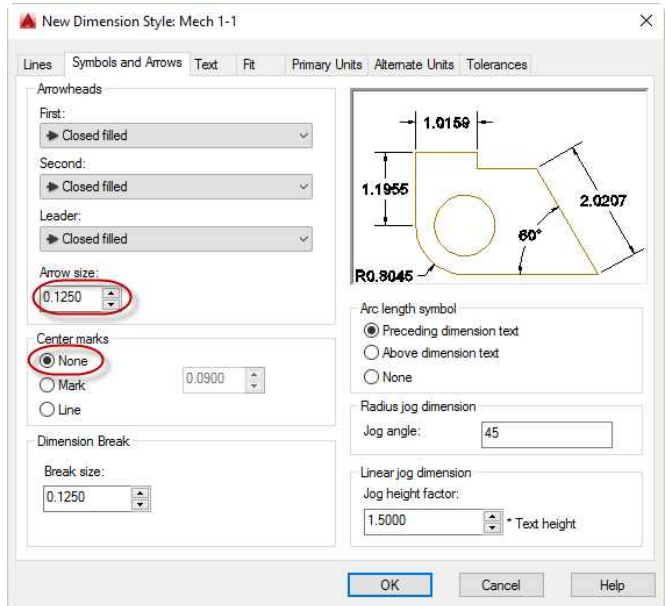 New Dimension Style: Mech 1-1
Lines Symbols and Arrows Text Fit Primary Units Alternate Units Tolerances
Arrowheads
First:
Closed filled
Second:
Closed filled
Leader:
Closed filled
Arrow size:
0.1250
Center marks
None
Mark
0.0900
Line
Dimension Break
Break size:
0.1250
1.0159
1.1955
2.0207
60°
R0.8045
Arc length symbol
Preceding dimension text
Above dimension text
None
Radius jog dimension
Jog angle:
45
Linear jog dimension
Jog height factor:
1.5000
* Text height
OK Cancel Help